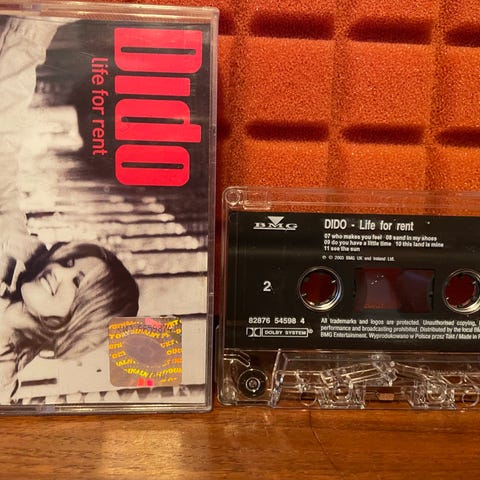 DIDO
life for rent
BMG
DIDO - Life for rent
07 who makes you feel 08 sand in my shoes
09 do you have a little time 10 this land is mine
11 see the sun
℗ © 2003 BMG UK and Ireland Ltd.
2
82876 54598 4
DOLBY SYSTEM
All trademarks and logos are protected. Unauthorised copying,
performance and broadcasting prohibited. Distributed by the local
BMG Entertainment. Wyprodukowano w Polsce przez Takt / Made in